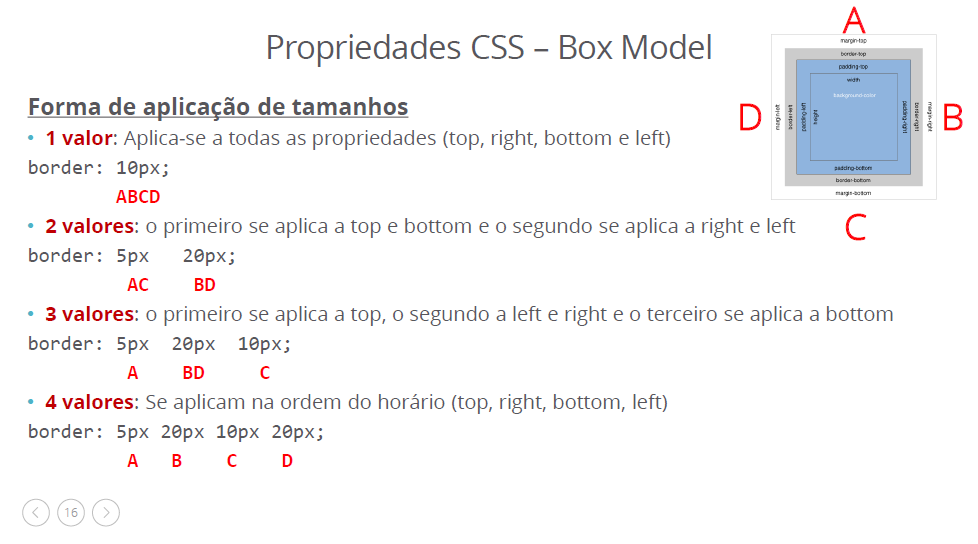 Propriedades CSS – Box Model
A
margin-top
border-top
padding-top
width
background-color
D
margin-left
border-left
padding-left
height
padding-right
border-right
margin-right
B
padding-bottom
border-bottom
margin-bottom
C
Forma de aplicação de tamanhos
• 1 valor: Aplica-se a todas as propriedades (top, right, bottom e left)
border: 10px;
ABCD
• 2 valores: o primeiro se aplica a top e bottom e o segundo se aplica a right e left
border: 5px 20px;
AC BD
• 3 valores: o primeiro se aplica a top, o segundo a left e right e o terceiro se aplica a bottom
border: 5px 20px 10px;
A BD C
• 4 valores: Se aplicam na ordem do horário (top, right, bottom, left)
border: 5px 20px 10px 20px;
A B C D
16